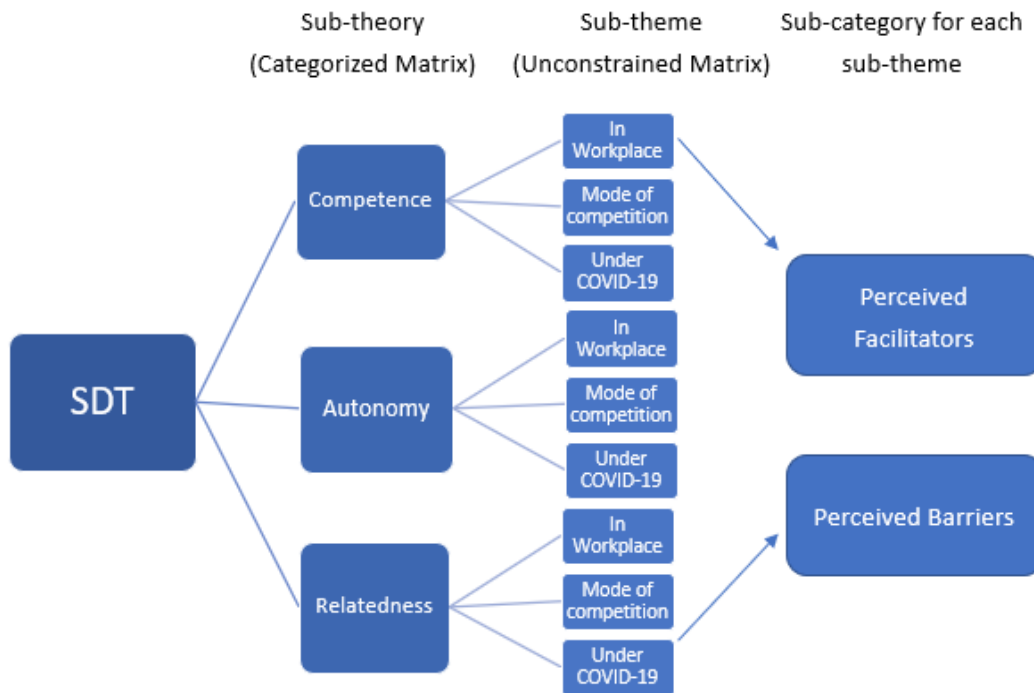 Sub-theory
(Categorized Matrix)
Sub-theme
(Unconstrained Matrix)
Sub-category for each
sub-theme
SDT
Competence
In
Workplace
Mode of
competition
Under
COVID-19
Autonomy
In
Workplace
Mode of
competition
Under
COVID-19
Relatedness
In
Workplace
Mode of
competition
Under
COVID-19
Perceived
Facilitators
Perceived Barriers